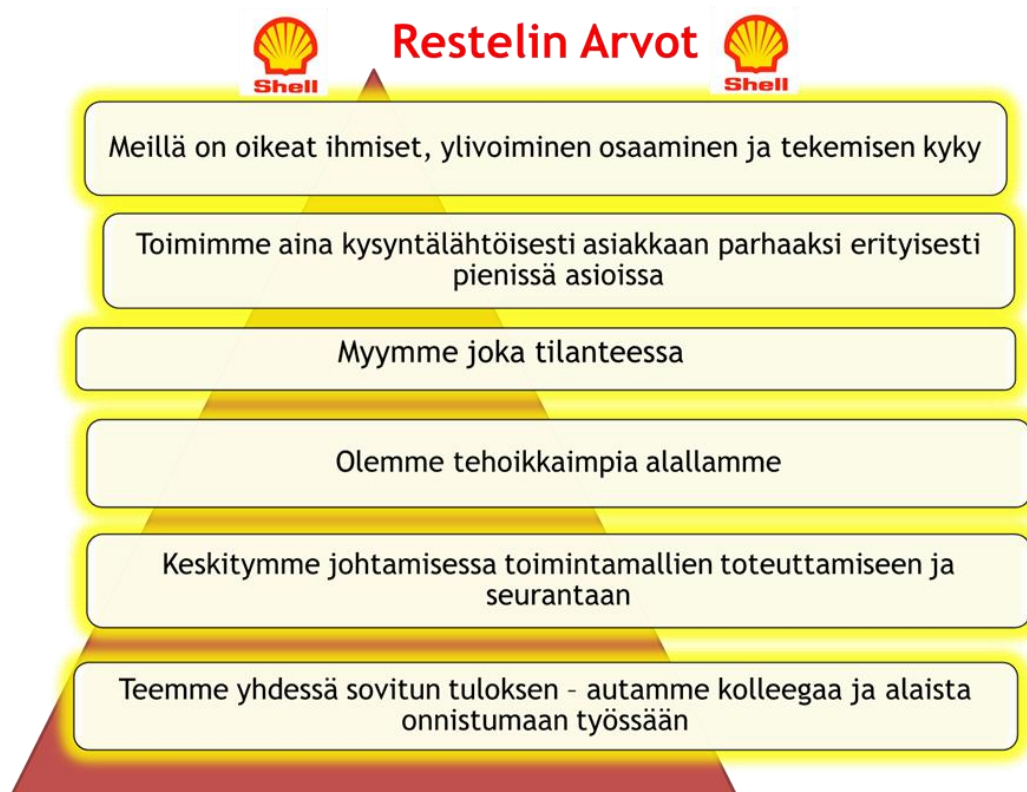 Restelin Arvot
Shell
Shell
Meillä on oikeat ihmiset, ylivoiminen osaaminen ja tekemisen kyky
Toimimme aina kysyntälähtöisesti asiakkaan parhaaksi erityisesti
pienissä asioissa
Myymme joka tilanteessa
Olemme tehoikkaimpia alallamme
Keskitymme johtamisessa toimintamallien toteuttamiseen ja
seurantaan
Teemme yhdessä sovitun tuloksen – autamme kolleegaa ja alaista
onnistumaan työssään